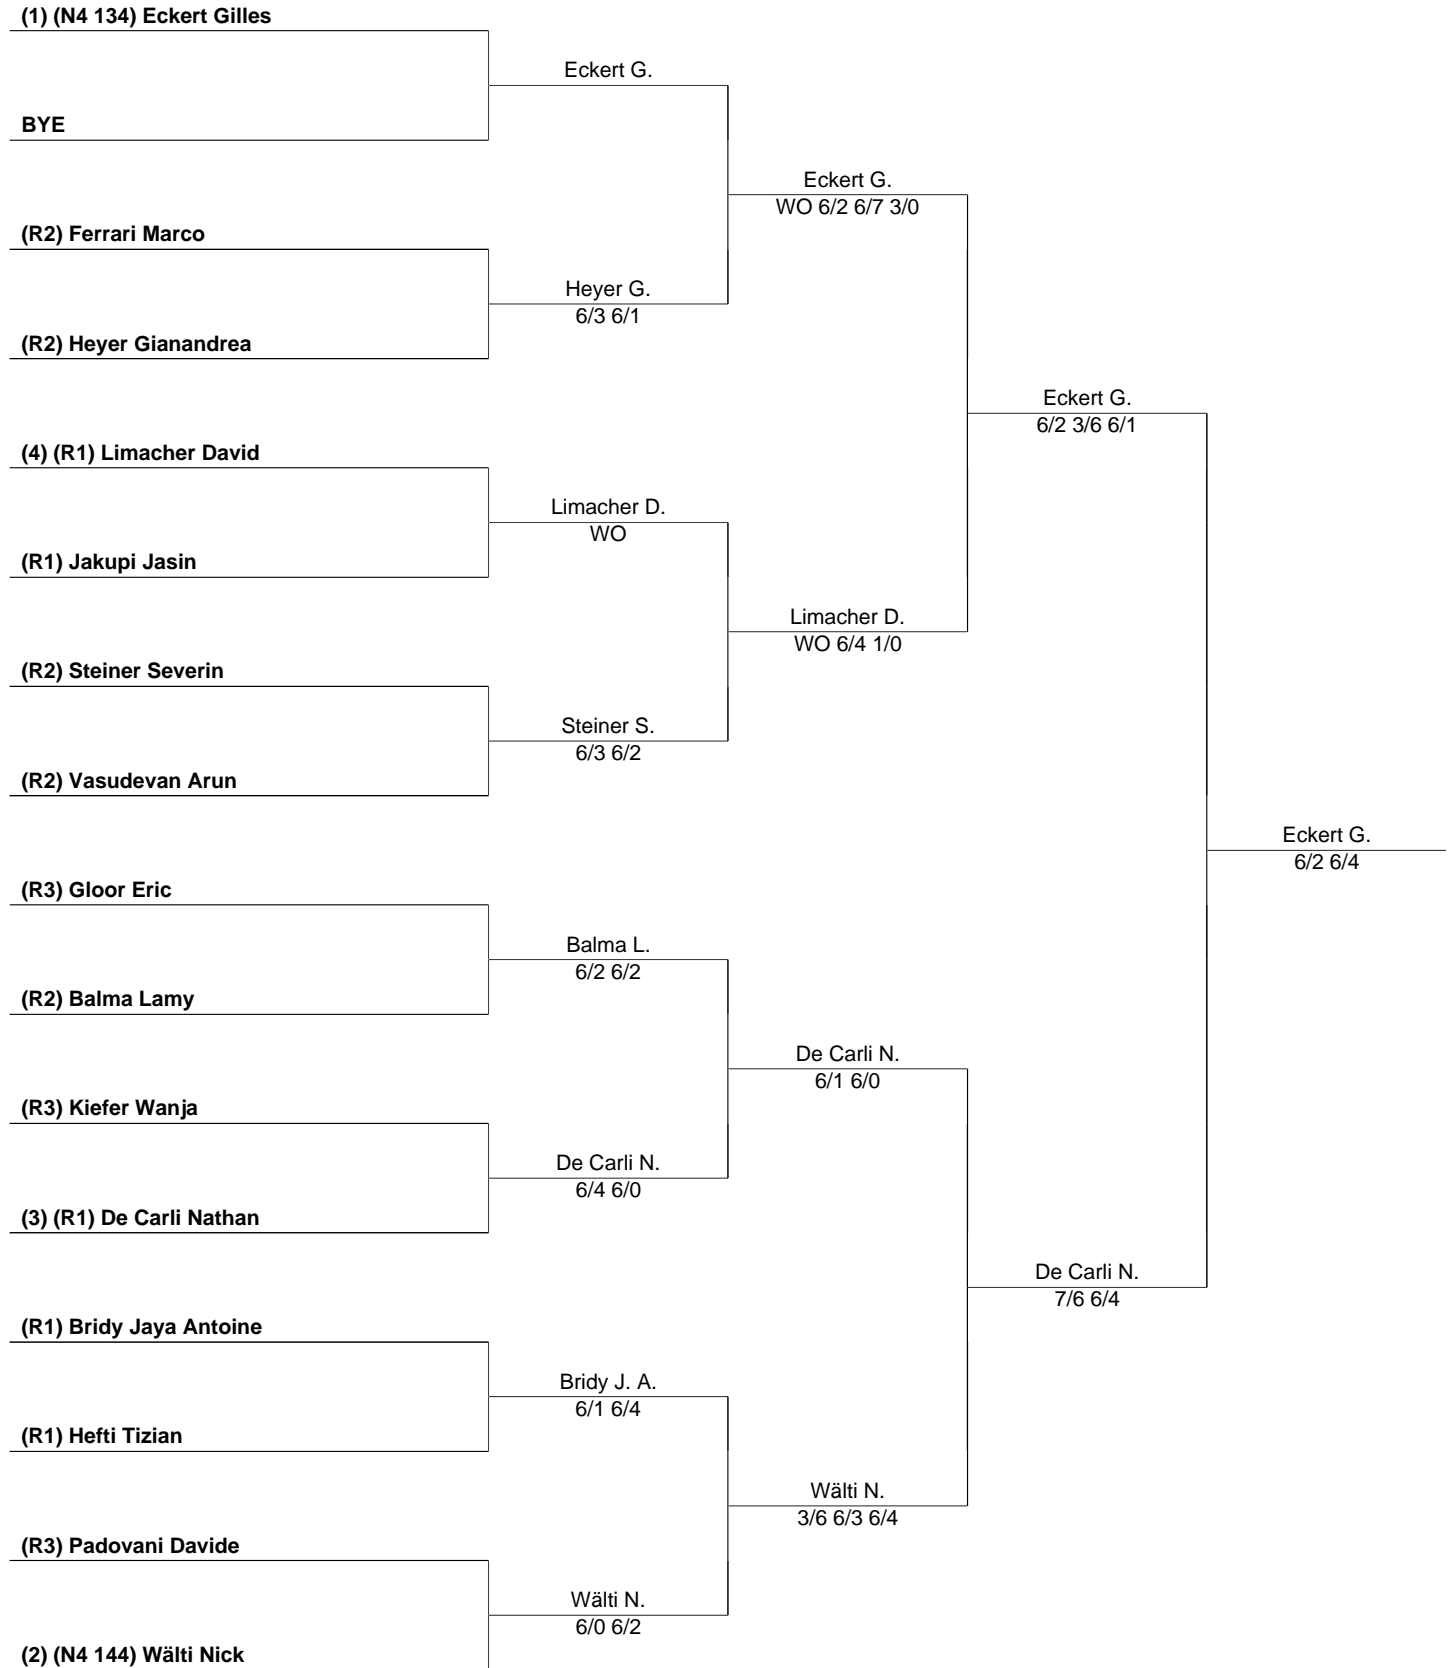 (1) (N4 134) Eckert Gilles
Eckert G.
BYE
Eckert G.
WO 6/2 6/7 3/0
(R2) Ferrari Marco
Heyer G.
6/3 6/1
(R2) Heyer Gianandrea
Eckert G.
6/2 3/6 6/1
(4) (R1) Limacher David
Limacher D.
WO
(R1) Jakupi Jasin
Limacher D.
WO 6/4 1/0
(R2) Steiner Severin
Steiner S.
6/3 6/2
(R2) Vasudevan Arun
Eckert G.
6/2 6/4
(R3) Gloor Eric
Balma L.
6/2 6/2
(R2) Balma Lamy
De Carli N.
6/1 6/0
(R3) Kiefer Wanja
De Carli N.
6/4 6/0
(3) (R1) De Carli Nathan
De Carli N.
7/6 6/4
(R1) Bridy Jaya Antoine
Bridy J. A.
6/1 6/4
(R1) Hefti Tizian
Wälti N.
3/6 6/3 6/4
(R3) Padovani Davide
Wälti N.
6/0 6/2
(2) (N4 144) Wälti Nick